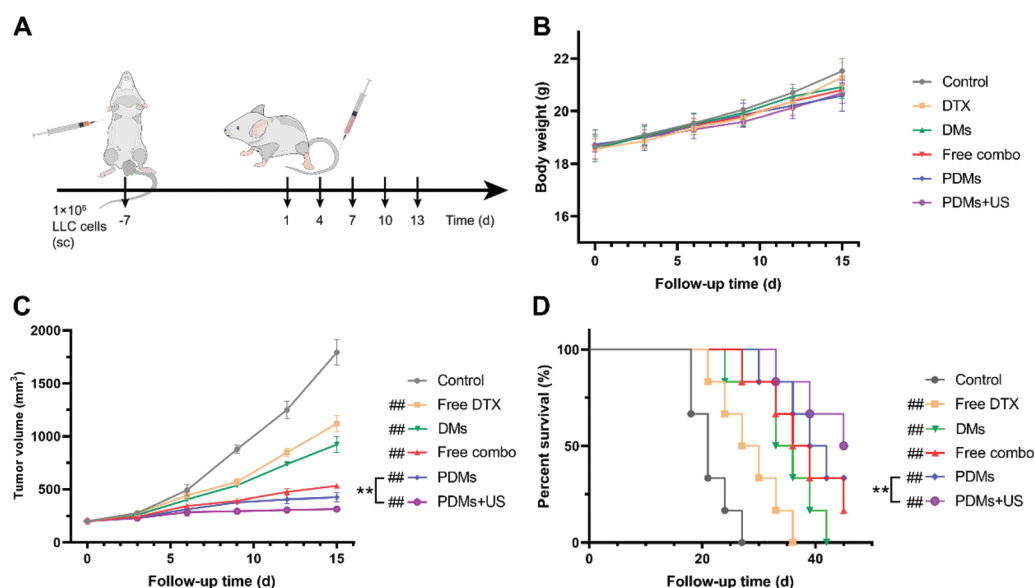 A
1×10⁶
LLC cells
(sc)
-7
1
4
7
10
13
Time (d)
B
Body weight (g)
22
20
18
16
0
5
10
15
Follow-up time (d)
Control
DTX
DMs
Free combo
PDMs
PDMs+US
C
Tumor volume (mm³)
2000
1500
1000
500
0
0
5
10
15
Follow-up time (d)
Control
## Free DTX
## DMs
## Free combo
## PDMs
**
## PDMs+US
D
Percent survival (%)
100
50
0
0
20
40
Follow-up time (d)
Control
## Free DTX
## DMs
## Free combo
## PDMs
**
## PDMs+US